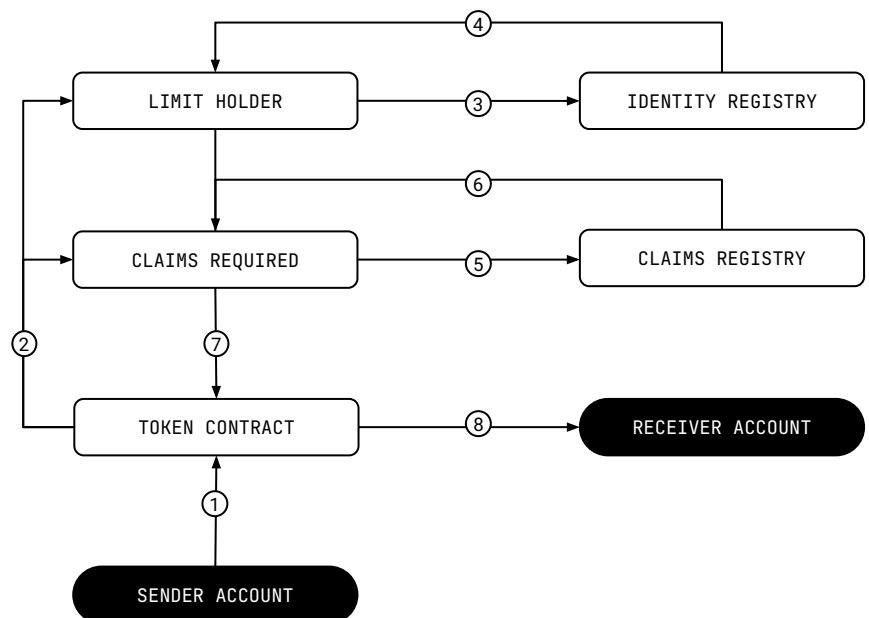 4
LIMIT HOLDER
3
IDENTITY REGISTRY
6
CLAIMS REQUIRED
5
CLAIMS REGISTRY
2
7
TOKEN CONTRACT
8
RECEIVER ACCOUNT
1
SENDER ACCOUNT